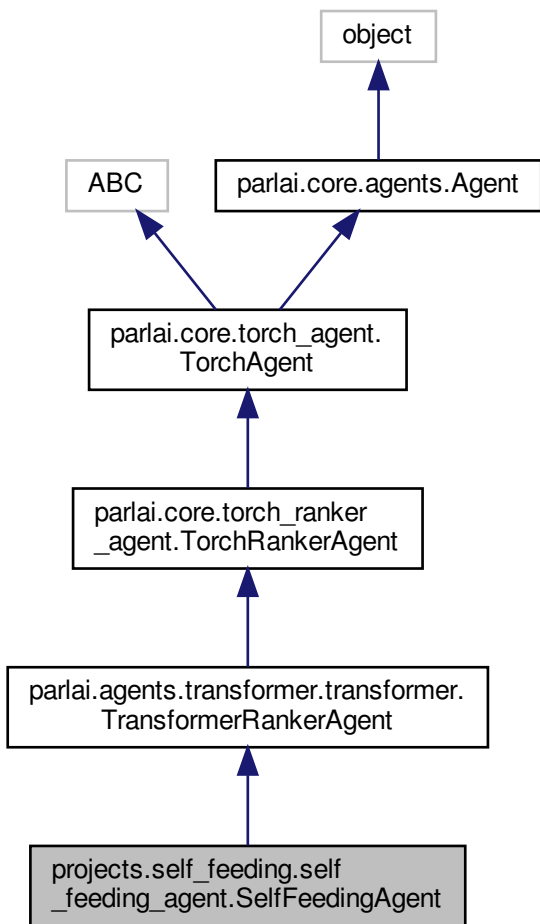 object
ABC
parlai.core.agents.Agent
parlai.core.torch_agent.
TorchAgent
parlai.core.torch_ranker
_agent.TorchRankerAgent
parlai.agents.transformer.transformer.
TransformerRankerAgent
projects.self_feeding.self
_feeding_agent.SelfFeedingAgent